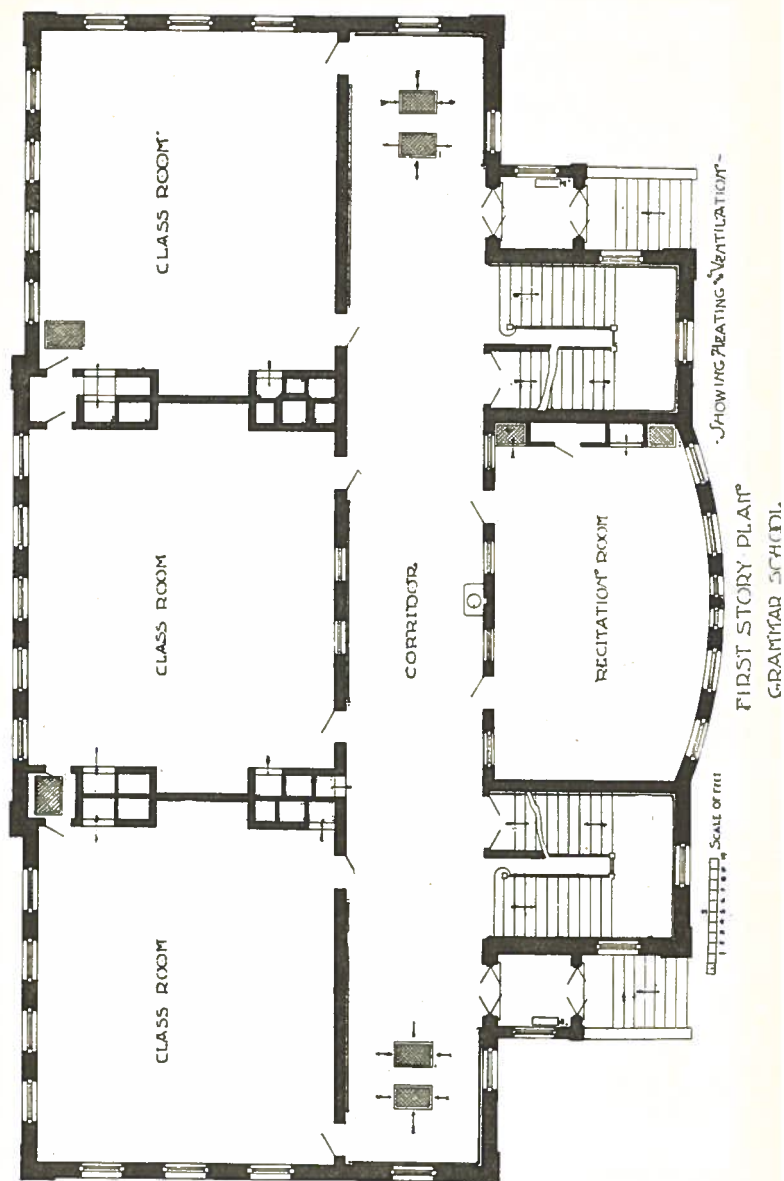 CLASS ROOM
CLASS ROOM
CLASS ROOM
CORRIDOR
RECITATION ROOM
SCALE OF FEET
-SHOWING HEATING & VENTILATION-
FIRST STORY PLAN
GRAMMAR SCHOOL